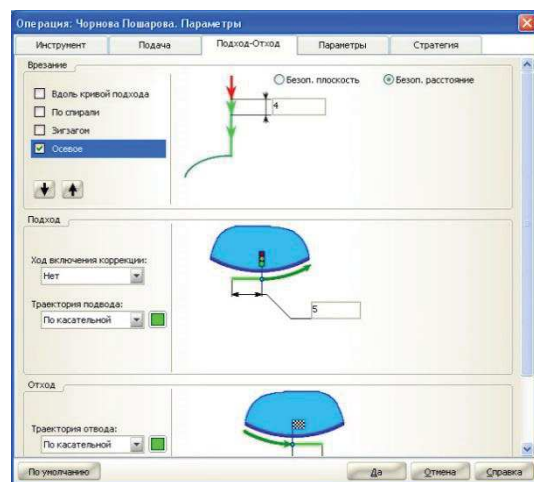 Операция: Чорнова Пошарова. Параметры
Инструмент Подача Подход-Отход Параметры Стратегия
Врезание
Безоп. плоскость Безоп. расстояние
Вдоль кривой подхода
По спирали
Зигзагом
Осевое
4
Подход
Ход включения коррекции:
Нет
Траектория подвода:
По касательной
5
Отход
Траектория отвода:
По касательной
По умолчанию Да Отмена Справка